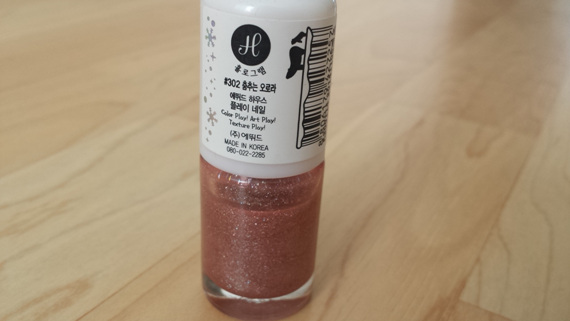 H
홀로그램
#302 춤추는 오로라
에뛰드 하우스
플레이 네일
Color Play! Art Play!
Texture Play!
(주)에뛰드
MADE IN KOREA
080-022-2285